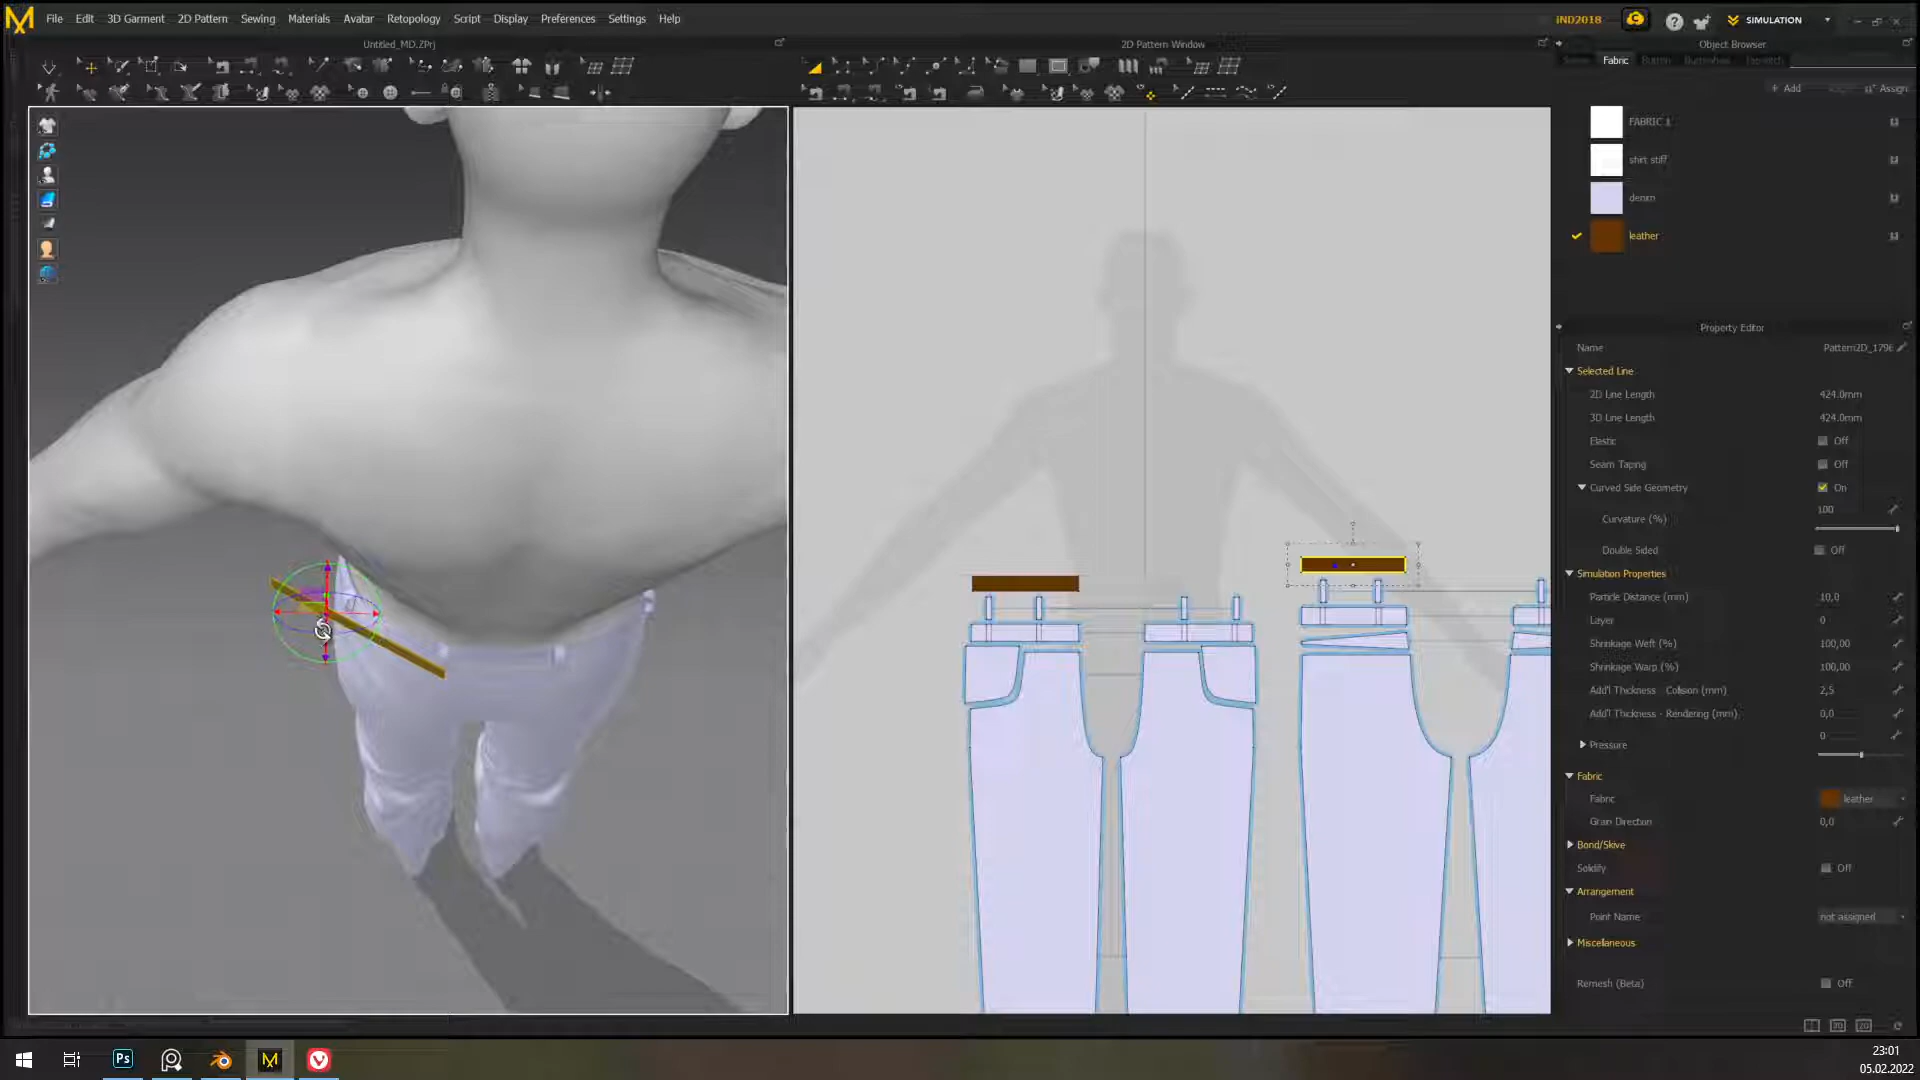 File Edit 3D Garment 2D Pattern Sewing Materials Avatar Retopology Script Display Preferences Settings Help
iND2018
SIMULATION
Untitled_MD.ZPrj
2D Pattern Window
Object Browser
Fabric Button
+ Add
Assign
FABRIC 1
shirt stiff
denim
leather
Property Editor
Name Pattern2D_1796
Selected Line
2D Line Length 424.0mm
3D Line Length 424.0mm
Elastic Off
Seam Taping Off
Curved Side Geometry On
Curvature (%) 100
Double Sided Off
Simulation Properties
Particle Distance (mm) 10,0
Layer 0
Shrinkage Weft (%) 100,00
Shrinkage Warp (%) 100,00
Add'l Thickness - Collision (mm) 2,5
Add'l Thickness - Rendering (mm) 0,0
Pressure 0
Fabric
Fabric leather
Grain Direction 0,0
Bond/Skive
Solidify Off
Arrangement
Point Name not assigned
Miscellaneous
Remesh (Beta) Off
3D 2D
Ps
23:01
05.02.2022